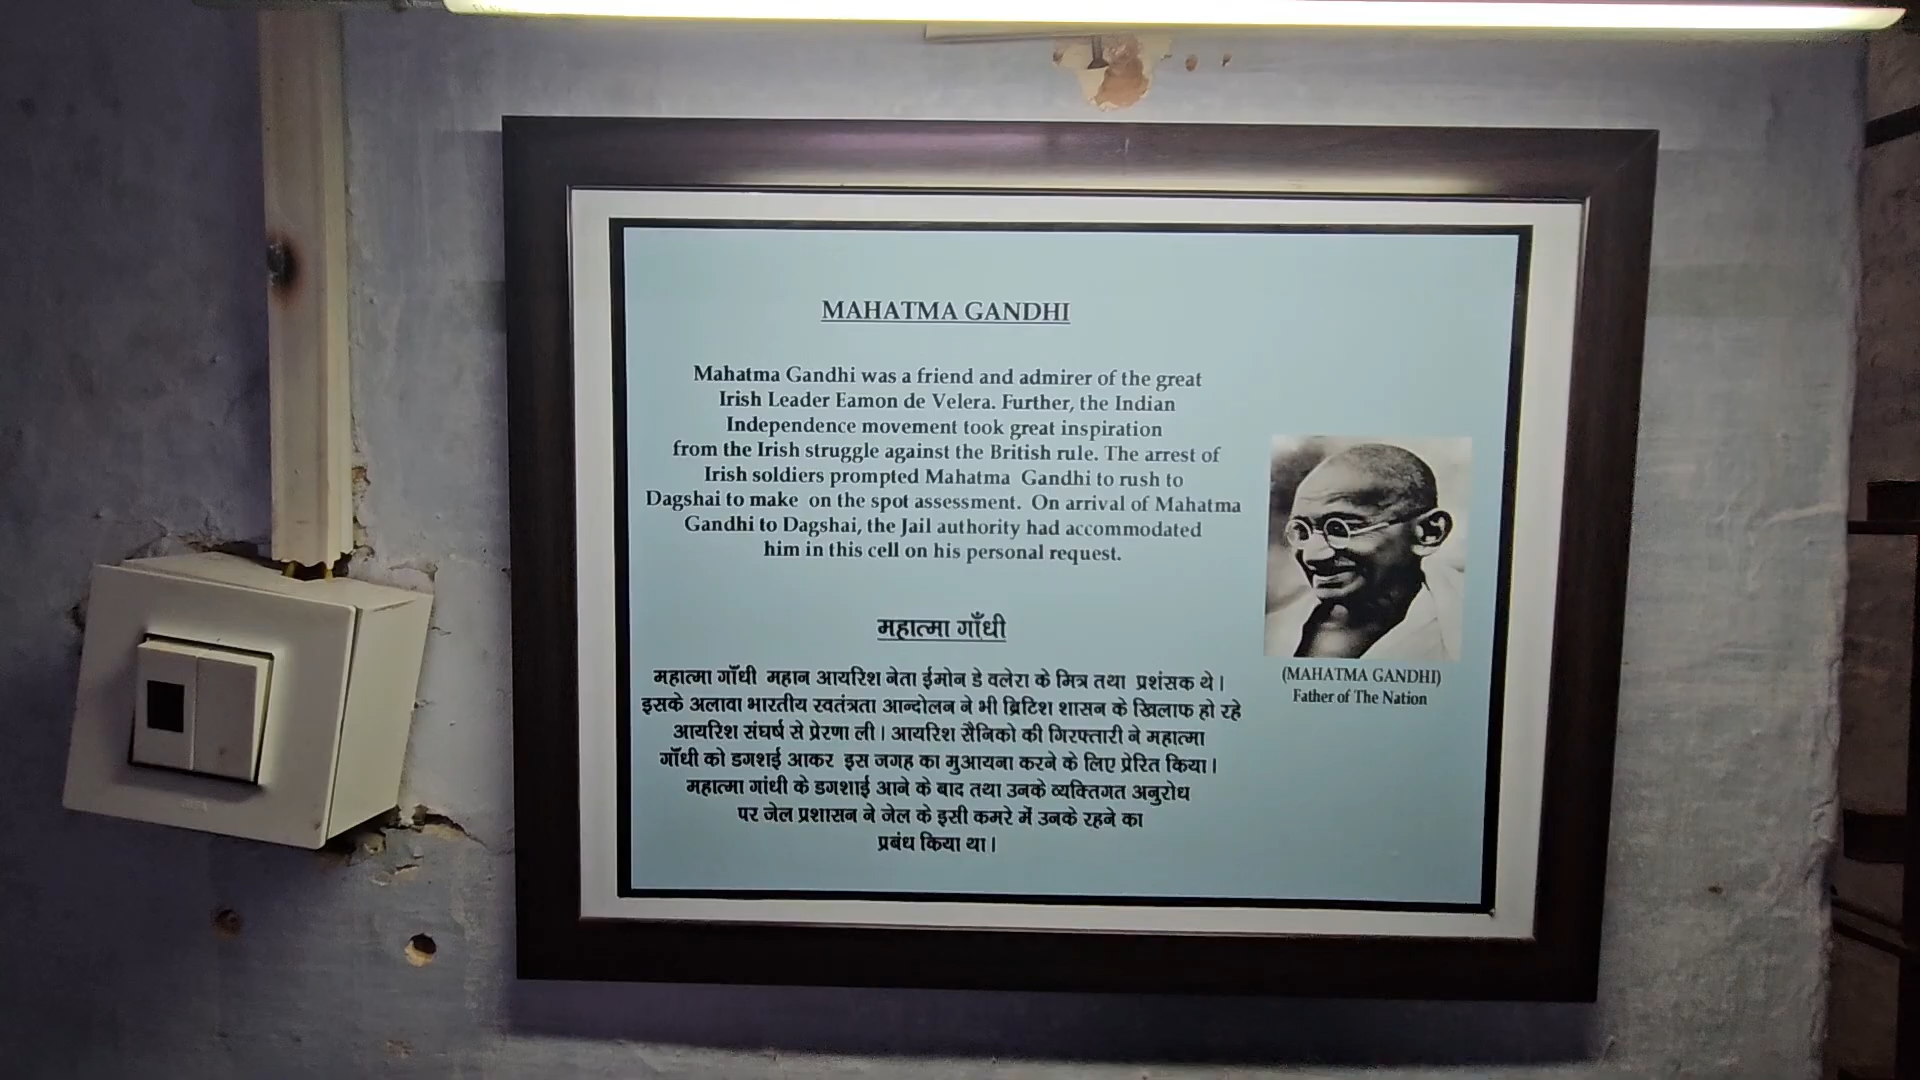 MAHATMA GANDHI
Mahatma Gandhi was a friend and admirer of the great
Irish Leader Eamon de Velera. Further, the Indian
Independence movement took great inspiration
from the Irish struggle against the British rule. The arrest of
Irish soldiers prompted Mahatma Gandhi to rush to
Dagshai to make on the spot assessment. On arrival of Mahatma
Gandhi to Dagshai, the Jail authority had accommodated
him in this cell on his personal request.
महात्मा गाँधी
महात्मा गाँधी महान आयरिश नेता ईमोन डे वलेरा के मित्र तथा प्रशंसक थे।
इसके अलावा भारतीय स्वतंत्रता आन्दोलन ने भी ब्रिटिश शासन के खिलाफ हो रहे
आयरिश संघर्ष से प्रेरणा ली। आयरिश सैनिको की गिरफ्तारी ने महात्मा
गाँधी को डगशाई आकर इस जगह का मुआयना करने के लिए प्रेरित किया।
महात्मा गांधी के डगशाई आने के बाद तथा उनके व्यक्तिगत अनुरोध
पर जेल प्रशासन ने जेल के इसी कमरे में उनके रहने का
प्रबंध किया था।
(MAHATMA GANDHI)
Father of The Nation